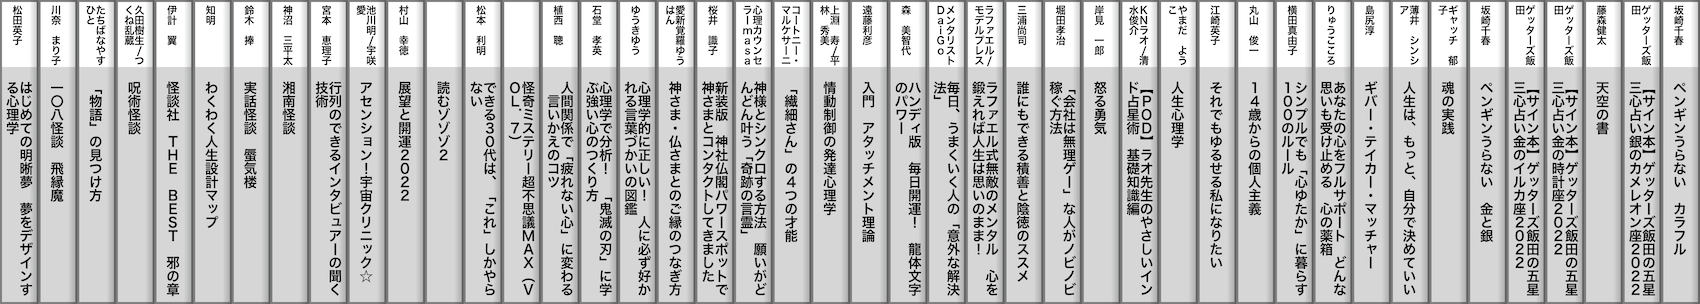 坂崎千春
ペンギンうらない　カラフル
ゲッターズ飯
田
【サイン本】ゲッターズ飯田の五星
三心占い銀のカメレオン座2022
藤森健太
天空の書
ゲッターズ飯
田
【サイン本】ゲッターズ飯田の五星
三心占い金の時計座2022
ゲッターズ飯
田
【サイン本】ゲッターズ飯田の五星
三心占い金のイルカ座2022
坂崎千春
ペンギンうらない　金と銀
ギャッチ　郁
子
魂の実践
薄井　シンシ
ア
人生は、もっと、自分で決めていい
島尻淳
ギバー・テイカー・マッチャー
りゅうこころ
あなたの心をフルサポート　どんな
思いも受け止める　心の薬箱
横田真由子
シンプルでも「心ゆたか」に暮らす
100のルール
丸山　俊一
14歳からの個人主義
江崎英子
それでもゆるせる私になりたい
やまだ　よう
こ
人生心理学
KNラオ/清
水俊介
【POD】ラオ先生のやさしいイン
ド占星術　基礎知識編
岸見　一郎
怒る勇気
堀田孝治
「会社は無理ゲー」な人がノビノビ
稼ぐ方法
三浦尚司
誰にもできる積善と陰徳のススメ
ラファエル/
モデルプレス
ラファエル式無敵のメンタル　心を
鍛えれば人生は思いのまま！
メンタリスト
DaiGo
毎日、うまくいく人の「意外な解決
法」
森　美智代
ハンディ版　毎日開運！　龍体文字
のパワー
遠藤利彦
入門　アタッチメント理論
上淵　寿/平
林　秀美
情動制御の発達心理学
コートニー・
マルケサーニ
「繊細さん」の4つの才能
心理カウンセ
ラーmasa
神様とシンクロする方法　願いがど
んどん叶う「奇跡の言霊」
桜井　識子
新装版　神社仏閣パワースポットで
神さまとコンタクトしてきました
愛新覚羅ゆう
はん
神さま・仏さまとのご縁のつなぎ方
ゆうきゆう
心理学的に正しい！　人に必ず好か
れる言葉づかいの図鑑
石堂　孝英
心理学で分析！　「鬼滅の刃」に学
ぶ強い心のつくり方
植西　聰
人間関係で「疲れない心」に変わる
　言いかえのコツ
怪奇ミステリー超不思議MAX（V
OL．7）
松本　利明
できる30代は、「これ」しかやら
ない
読むゾゾゾ2
村山　幸徳
展望と開運2022
池川明/宇咲
愛
アセンション！宇宙クリニック☆
宮本　恵理子
行列のできるインタビュアーの聞く
技術
神沼　三平太
湘南怪談
鈴木　捧
実話怪談　蜃気楼
知明
わくわく人生設計マップ
伊計　翼
怪談社　THE　BEST　邪の章
久田樹生/つ
くね乱蔵
呪術怪談
たちばなやす
ひと
「物語」の見つけ方
川奈　まり子
一〇八怪談　飛縁魔
松田英子
はじめての明晰夢　夢をデザインす
る心理学